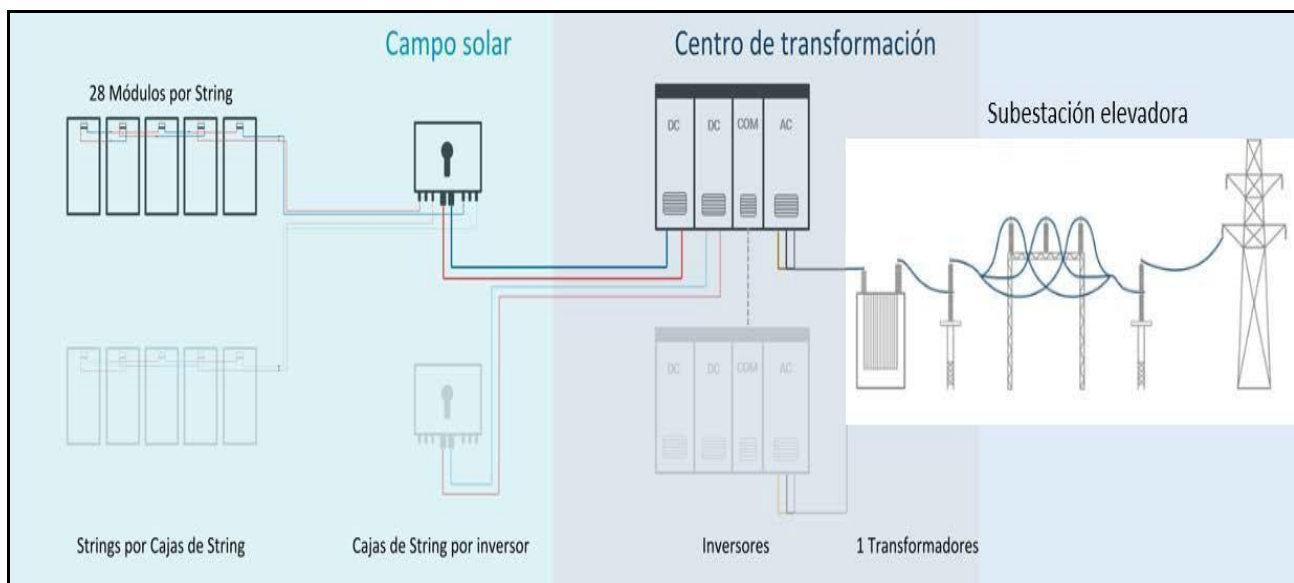 Campo solar
Centro de transformación
28 Módulos por String
Subestación elevadora
DC DC COM AC
DC DC COM AC
Strings por Cajas de String
Cajas de String por inversor
Inversores
1 Transformadores